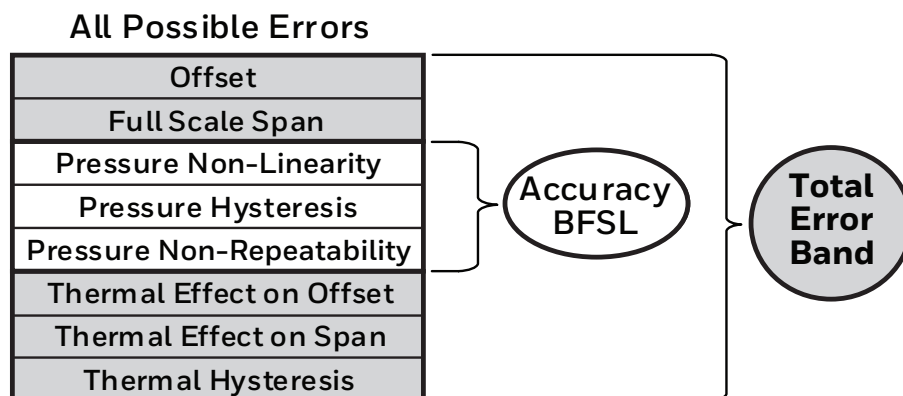 All Possible Errors
Offset
Full Scale Span
Pressure Non-Linearity
Pressure Hysteresis
Pressure Non-Repeatability
Thermal Effect on Offset
Thermal Effect on Span
Thermal Hysteresis
Accuracy
BFSL
Total
Error
Band